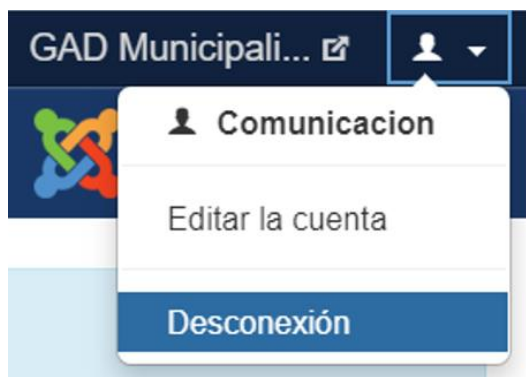 GAD Municipali...
Comunicacion
Editar la cuenta
Desconexión